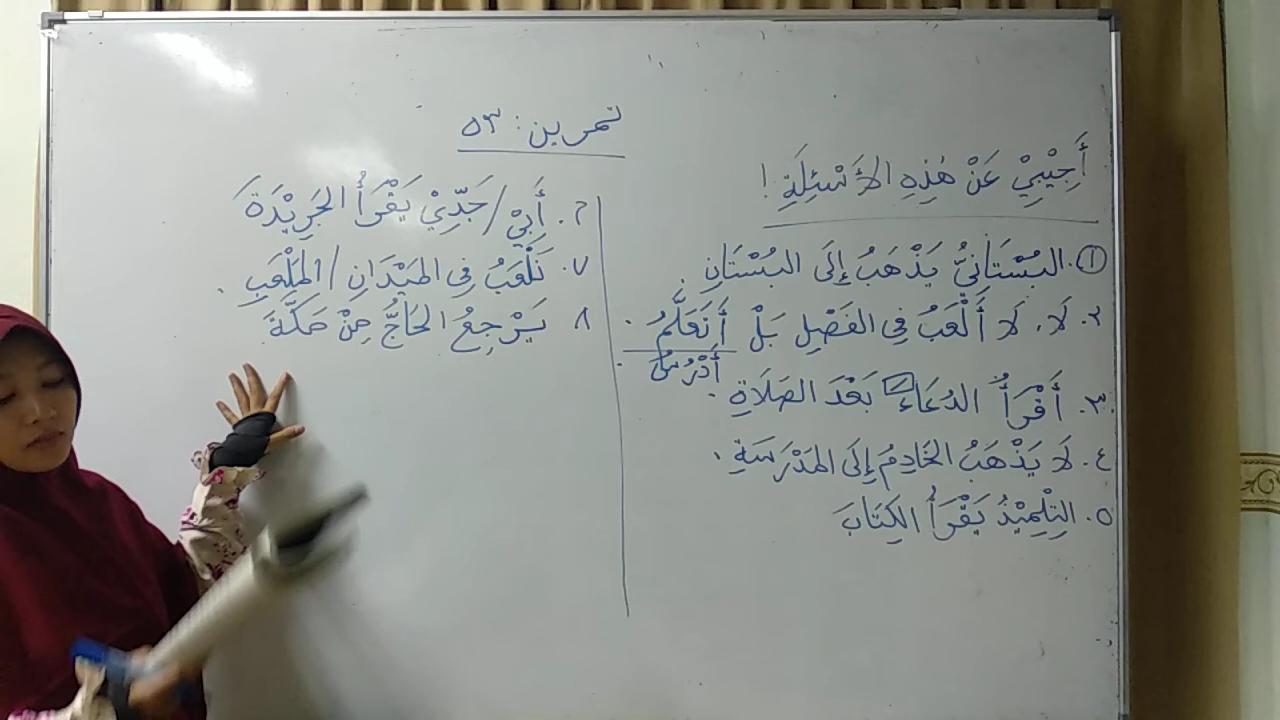 تمرين: ٥٣
أَجِيْبِيْ عَنْ هٰذِهِ الأَسْئِلَةِ !
١. البُسْتَانِيُّ يَذْهَبُ إِلَى البُسْتَانِ .
٢. لَا، لَا أَلْعَبُ فِي الفَصْلِ بَلْ أَتَعَلَّمُ .
أَدْرُسُ .
٣. أَقْرَأُ الدُعَاءَ بَعْدَ الصَلَاةِ .
٤. لَا يَذْهَبُ الخَادِمُ إِلَى المَدْرَسَةِ .
٥. التِلْمِيْذُ يَقْرَأُ الكِتَابَ
٦. أَبِيْ / جَدِّيْ يَقْرَأُ الجَرِيْدَةَ
٧. نَلْعَبُ فِي المَيْدَانِ / المَلْعَبِ .
٨. يَرْجِعُ الحَاجُّ مِنْ مَكَّةَ